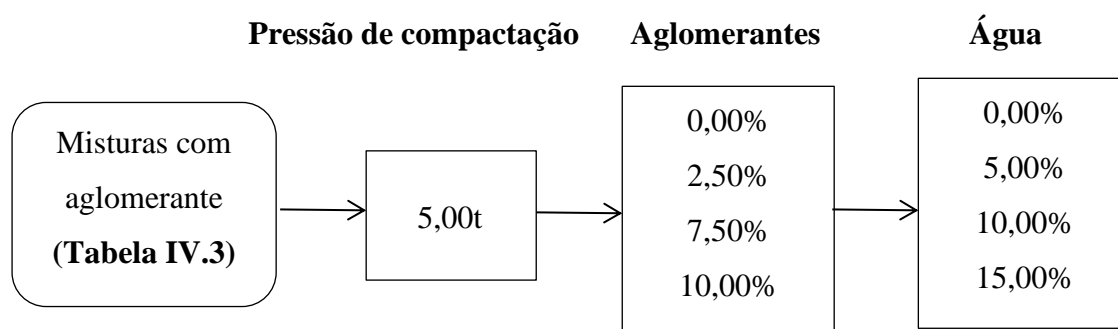 Pressão de compactação
Aglomerantes
Água
Misturas com
aglomerante
(Tabela IV.3)
5,00t
0,00%
2,50%
7,50%
10,00%
0,00%
5,00%
10,00%
15,00%